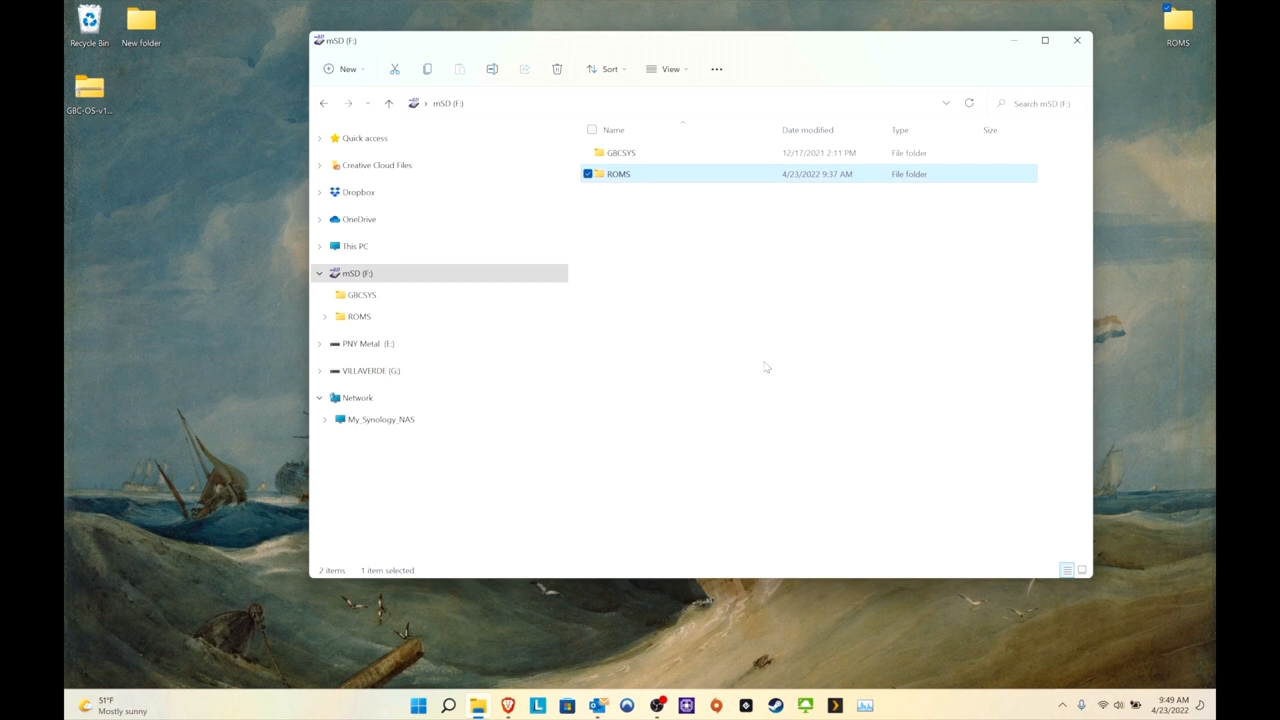 Recycle Bin
New folder
GBC-OS-v1...
ROMS
mSD (F:)
New
Sort
View
mSD (F:)
Search mSD (F:)
Quick access
Creative Cloud Files
Dropbox
OneDrive
This PC
mSD (F:)
GBCSYS
ROMS
PNY Metal (E:)
VILLAVERDE (G:)
Network
My_Synology_NAS
Name Date modified Type Size
GBCSYS 12/17/2021 2:11 PM File folder
ROMS 4/23/2022 9:37 AM File folder
2 items 1 item selected
51°F
Mostly sunny
L
9:49 AM
4/23/2022